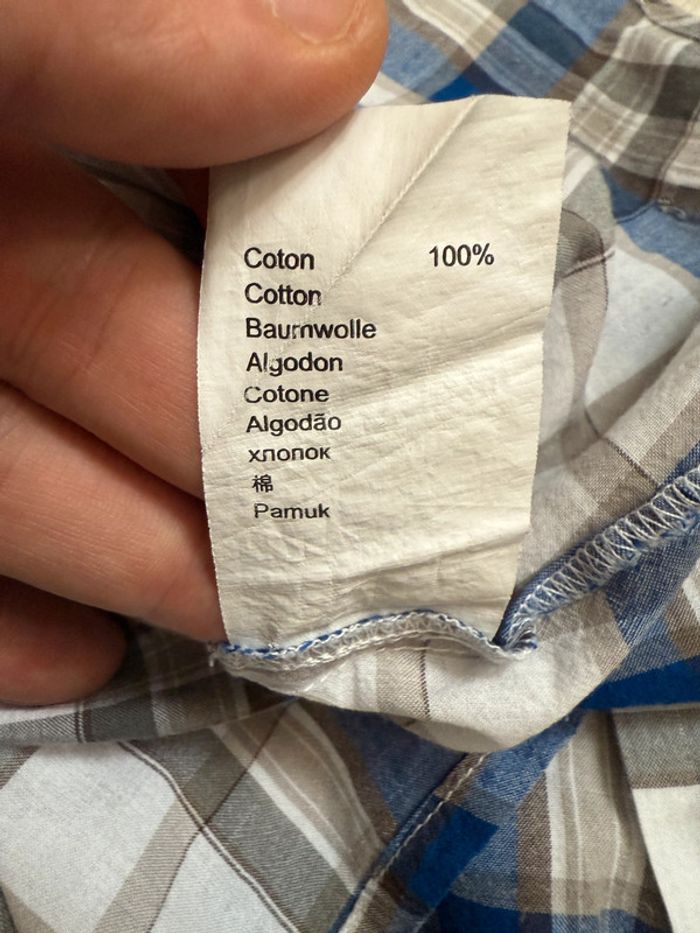 Coton 100%
Cotton
Baumwolle
Algodon
Cotone
Algodão
хлопок
棉
Pamuk